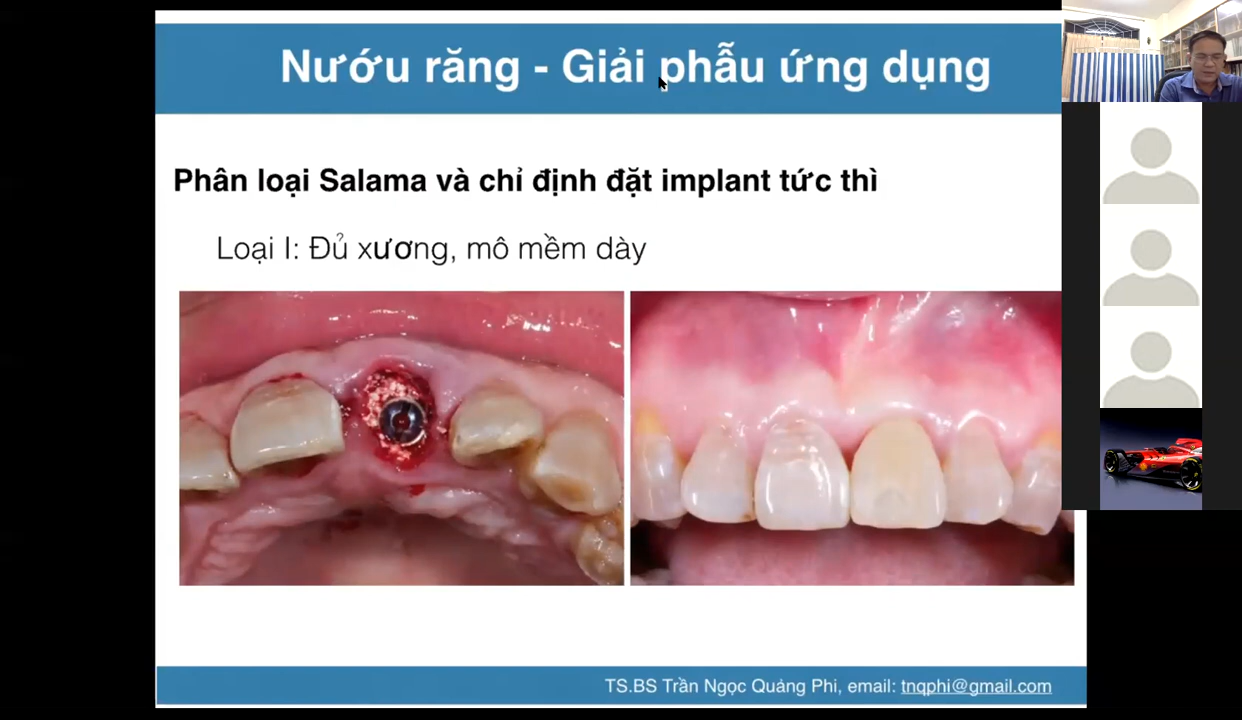 Nướu răng - Giải phẫu ứng dụng
Phân loại Salama và chỉ định đặt implant tức thì
Loại I: Đủ xương, mô mềm dày
TS.BS Trần Ngọc Quảng Phi, email: tnqphi@gmail.com